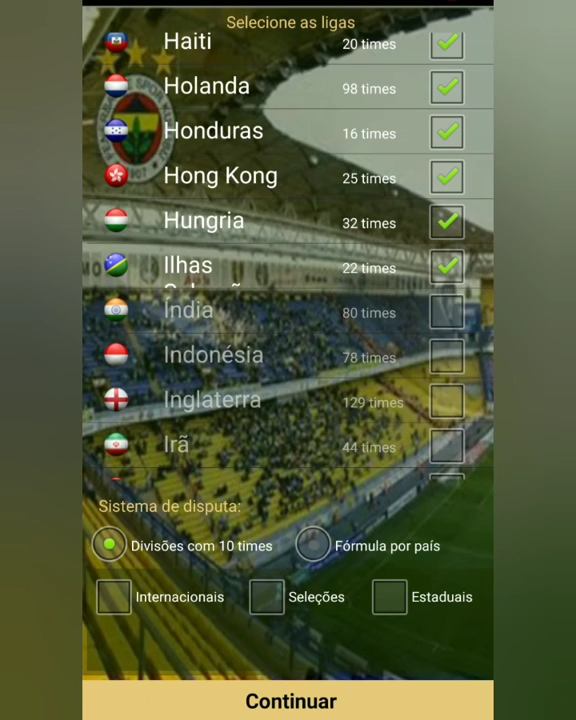 Selecione as ligas
Haiti 20 times
Holanda 98 times
Honduras 16 times
Hong Kong 25 times
Hungria 32 times
Ilhas 22 times
Índia 80 times
Indonésia 78 times
Inglaterra 129 times
Irã 44 times
Sistema de disputa:
Divisões com 10 times Fórmula por país
Internacionais Seleções Estaduais
Continuar